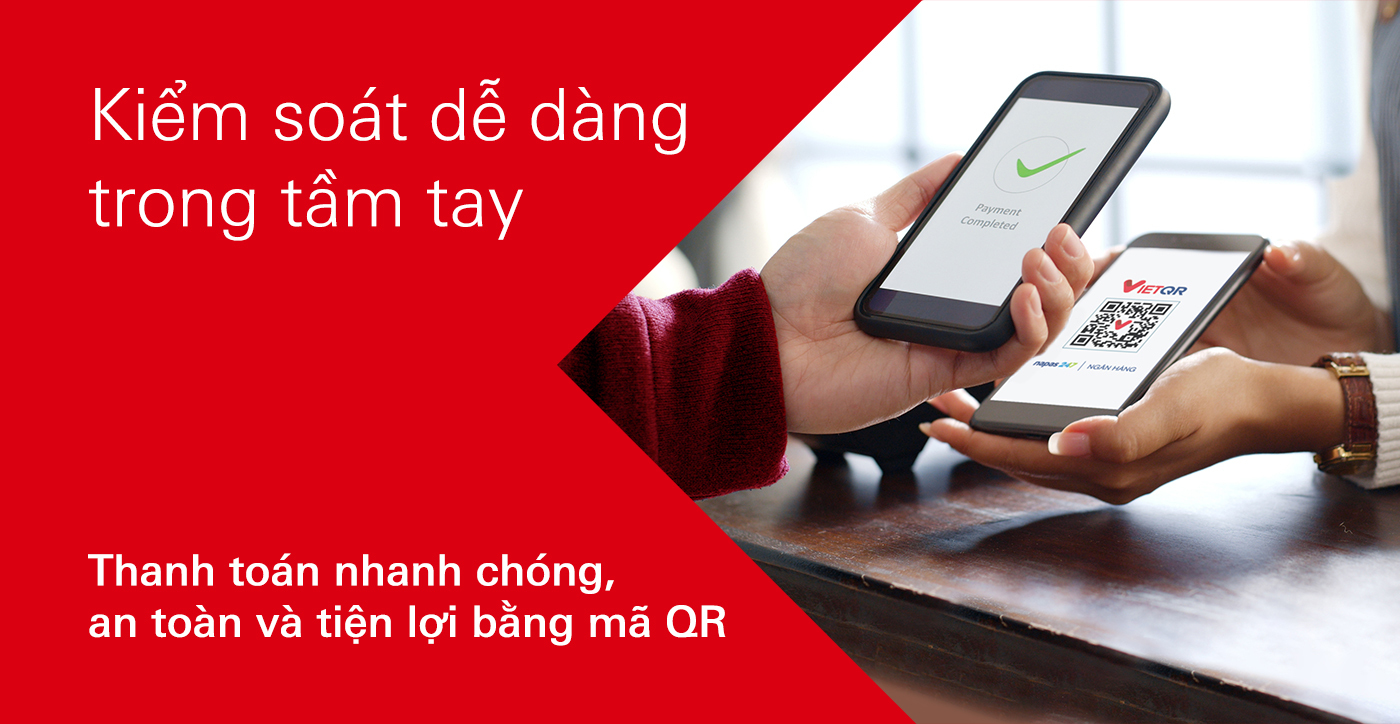 Kiểm soát dễ dàng
trong tầm tay
Payment
Completed
VIETQR
napas 247 | NGÂN HÀNG
Thanh toán nhanh chóng,
an toàn và tiện lợi bằng mã QR